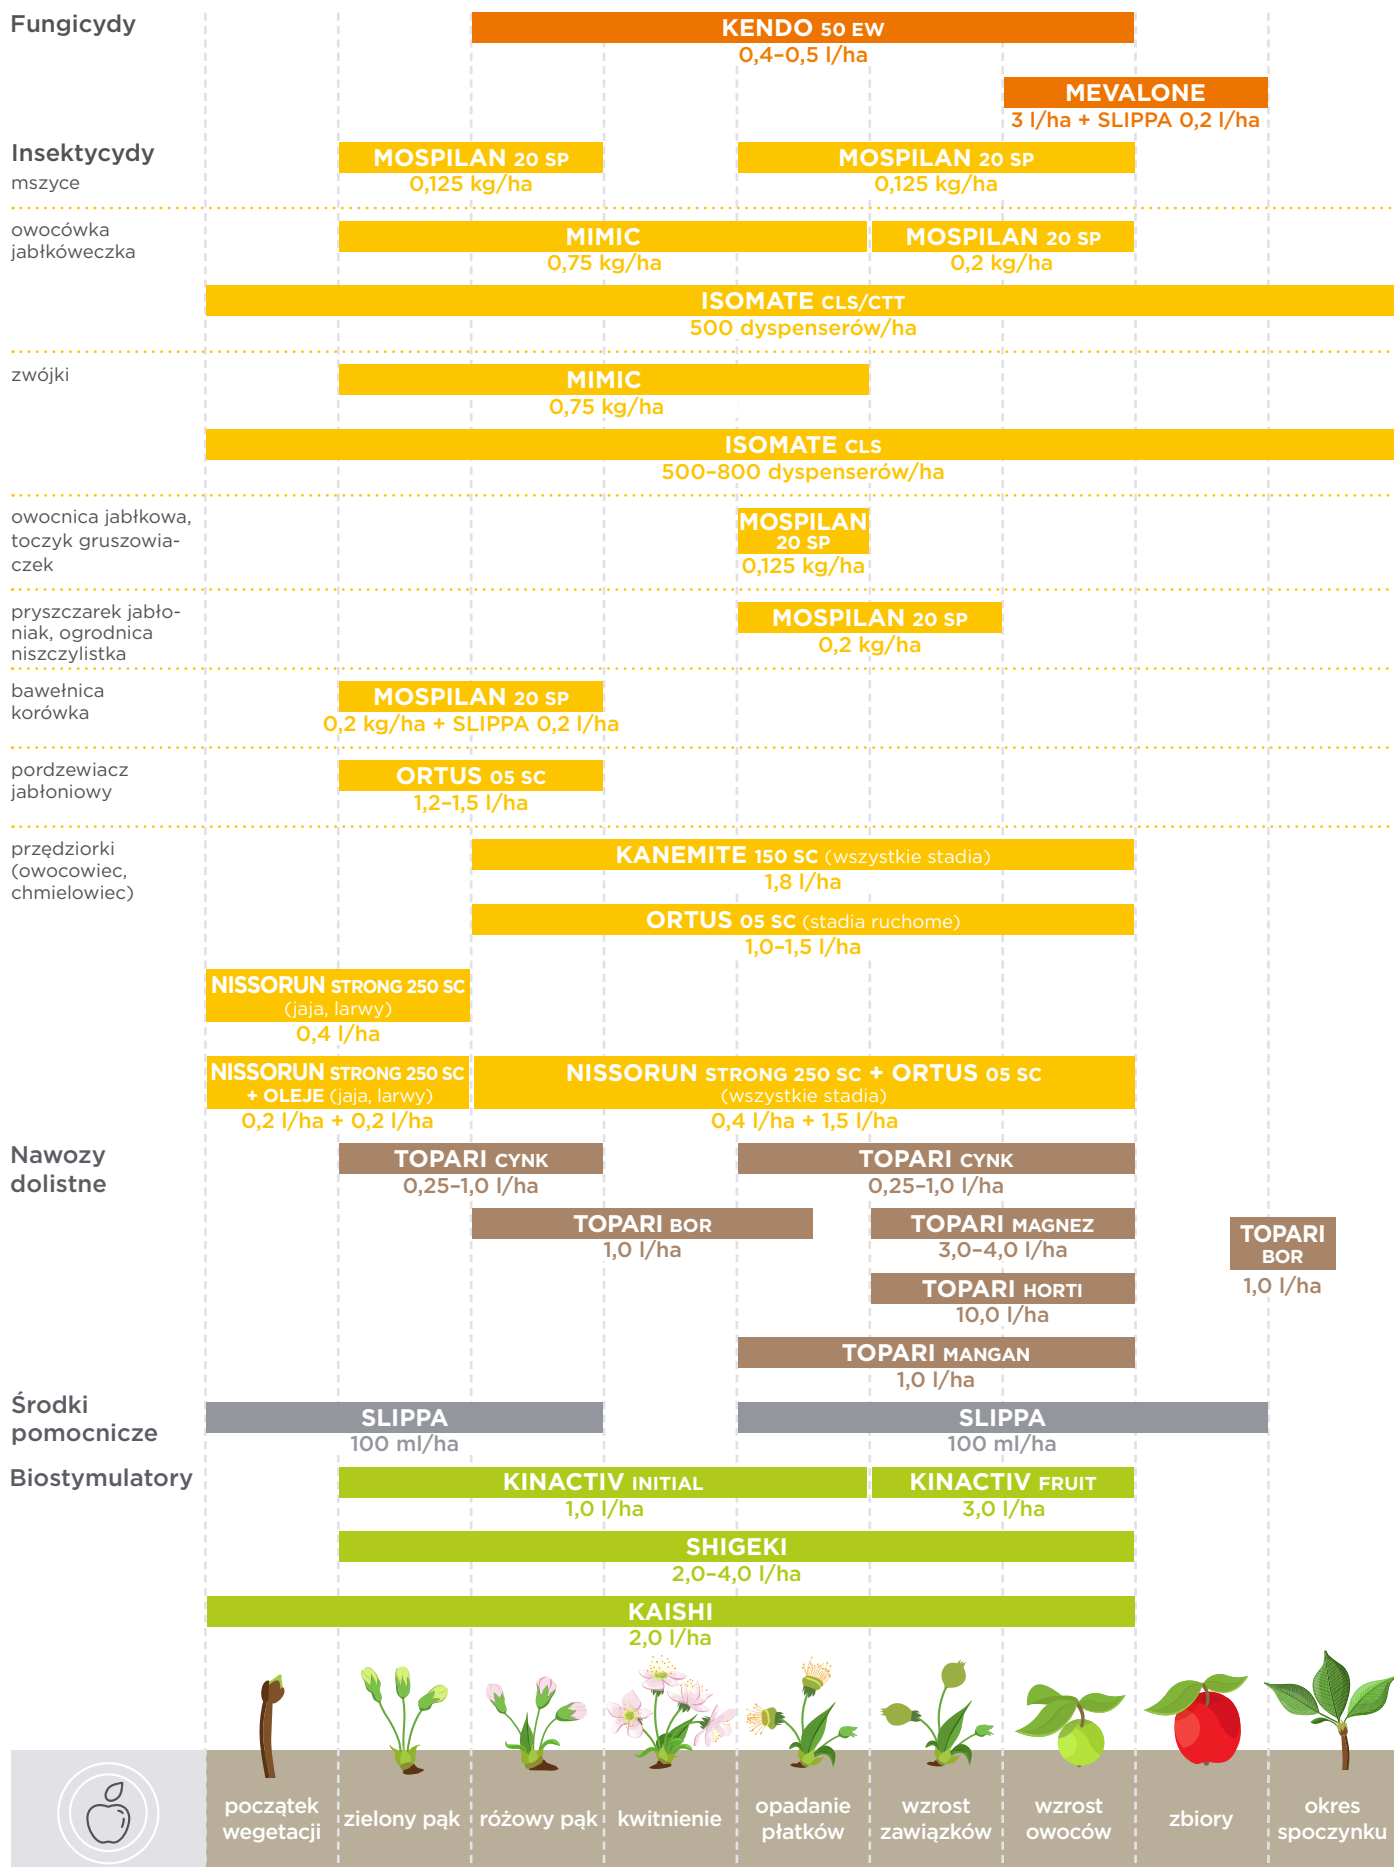 Fungicydy
KENDO 50 EW
0,4–0,5 l/ha
MEVALONE
3 l/ha + SLIPPA 0,2 l/ha
Insektycydy
mszyce
MOSPILAN 20 SP
0,125 kg/ha
MOSPILAN 20 SP
0,125 kg/ha
owocówka
jabłkóweczka
MIMIC
0,75 kg/ha
MOSPILAN 20 SP
0,2 kg/ha
ISOMATE CLS/CTT
500 dyspenserów/ha
zwójki
MIMIC
0,75 kg/ha
ISOMATE CLS
500–800 dyspenserów/ha
owocnica jabłkowa,
toczyk gruszowia-
czek
MOSPILAN
20 SP
0,125 kg/ha
pryszczarek jabło-
niak, ogrodnica
niszczylistka
MOSPILAN 20 SP
0,2 kg/ha
bawełnica
korówka
MOSPILAN 20 SP
0,2 kg/ha + SLIPPA 0,2 l/ha
pordzewiacz
jabłoniowy
ORTUS 05 SC
1,2–1,5 l/ha
przędziorki
(owocowiec,
chmielowiec)
KANEMITE 150 SC (wszystkie stadia)
1,8 l/ha
ORTUS 05 SC (stadia ruchome)
1,0–1,5 l/ha
NISSORUN STRONG 250 SC
(jaja, larwy)
0,4 l/ha
NISSORUN STRONG 250 SC
+ OLEJE (jaja, larwy)
0,2 l/ha + 0,2 l/ha
NISSORUN STRONG 250 SC + ORTUS 05 SC
(wszystkie stadia)
0,4 l/ha + 1,5 l/ha
Nawozy
dolistne
TOPARI CYNK
0,25–1,0 l/ha
TOPARI CYNK
0,25–1,0 l/ha
TOPARI BOR
1,0 l/ha
TOPARI MAGNEZ
3,0–4,0 l/ha
TOPARI
BOR
1,0 l/ha
TOPARI HORTI
10,0 l/ha
TOPARI MANGAN
1,0 l/ha
Środki
pomocnicze
SLIPPA
100 ml/ha
SLIPPA
100 ml/ha
Biostymulatory
KINACTIV INITIAL
1,0 l/ha
KINACTIV FRUIT
3,0 l/ha
SHIGEKI
2,0–4,0 l/ha
KAISHI
2,0 l/ha
początek
wegetacji
zielony pąk
różowy pąk
kwitnienie
opadanie
płatków
wzrost
zawiązków
wzrost
owoców
zbiory
okres
spoczynku